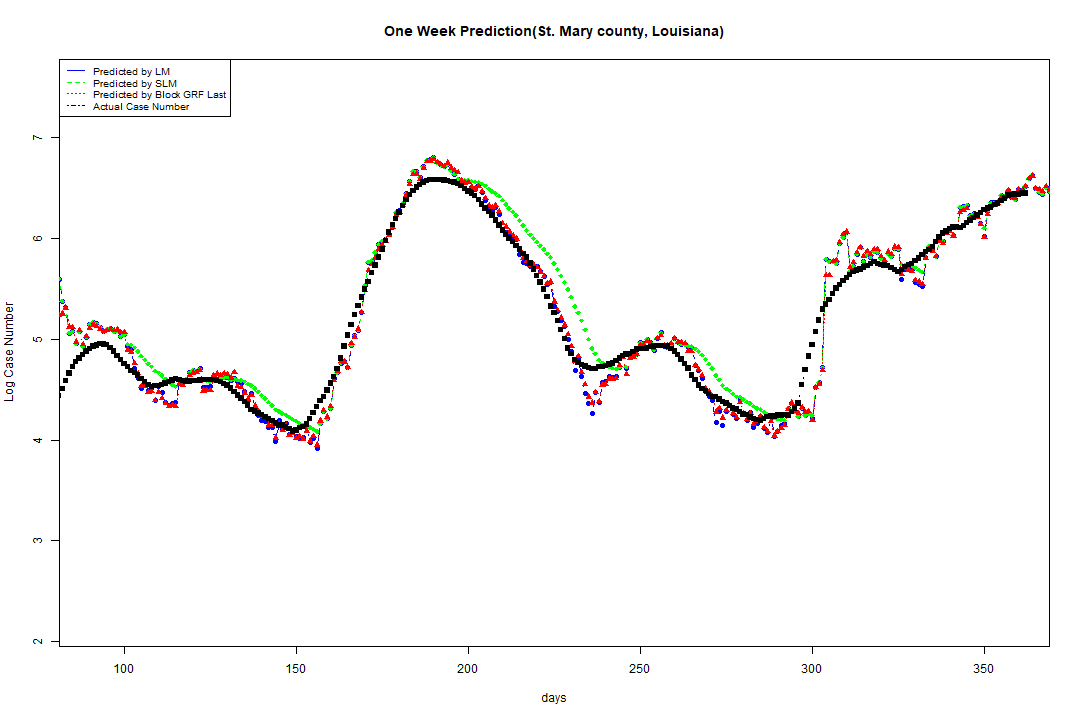 One Week Prediction(St. Mary county, Louisiana)
Predicted by LM
Predicted by SLM
Predicted by Block GRF Last
Actual Case Number
Log Case Number
7
6
5
4
3
2
100 150 200 250 300 350
days